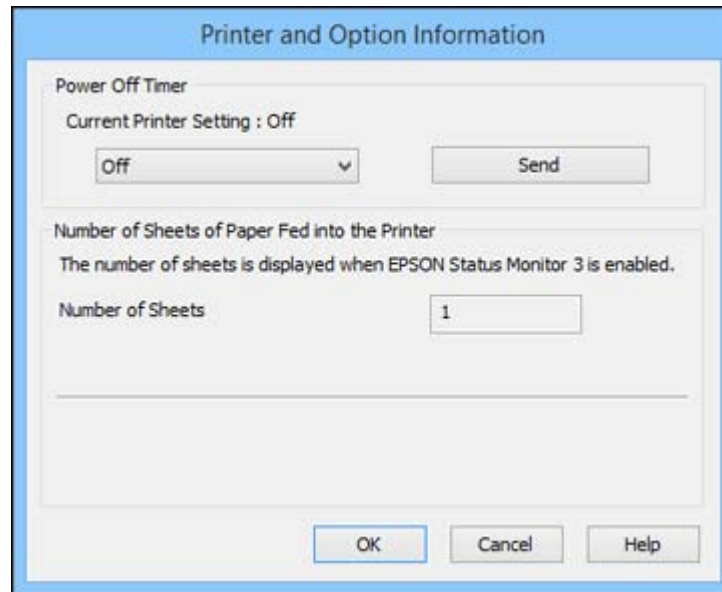 Printer and Option Information
Power Off Timer
Current Printer Setting : Off
Off
Send
Number of Sheets of Paper Fed into the Printer
The number of sheets is displayed when EPSON Status Monitor 3 is enabled.
Number of Sheets
1
OK
Cancel
Help